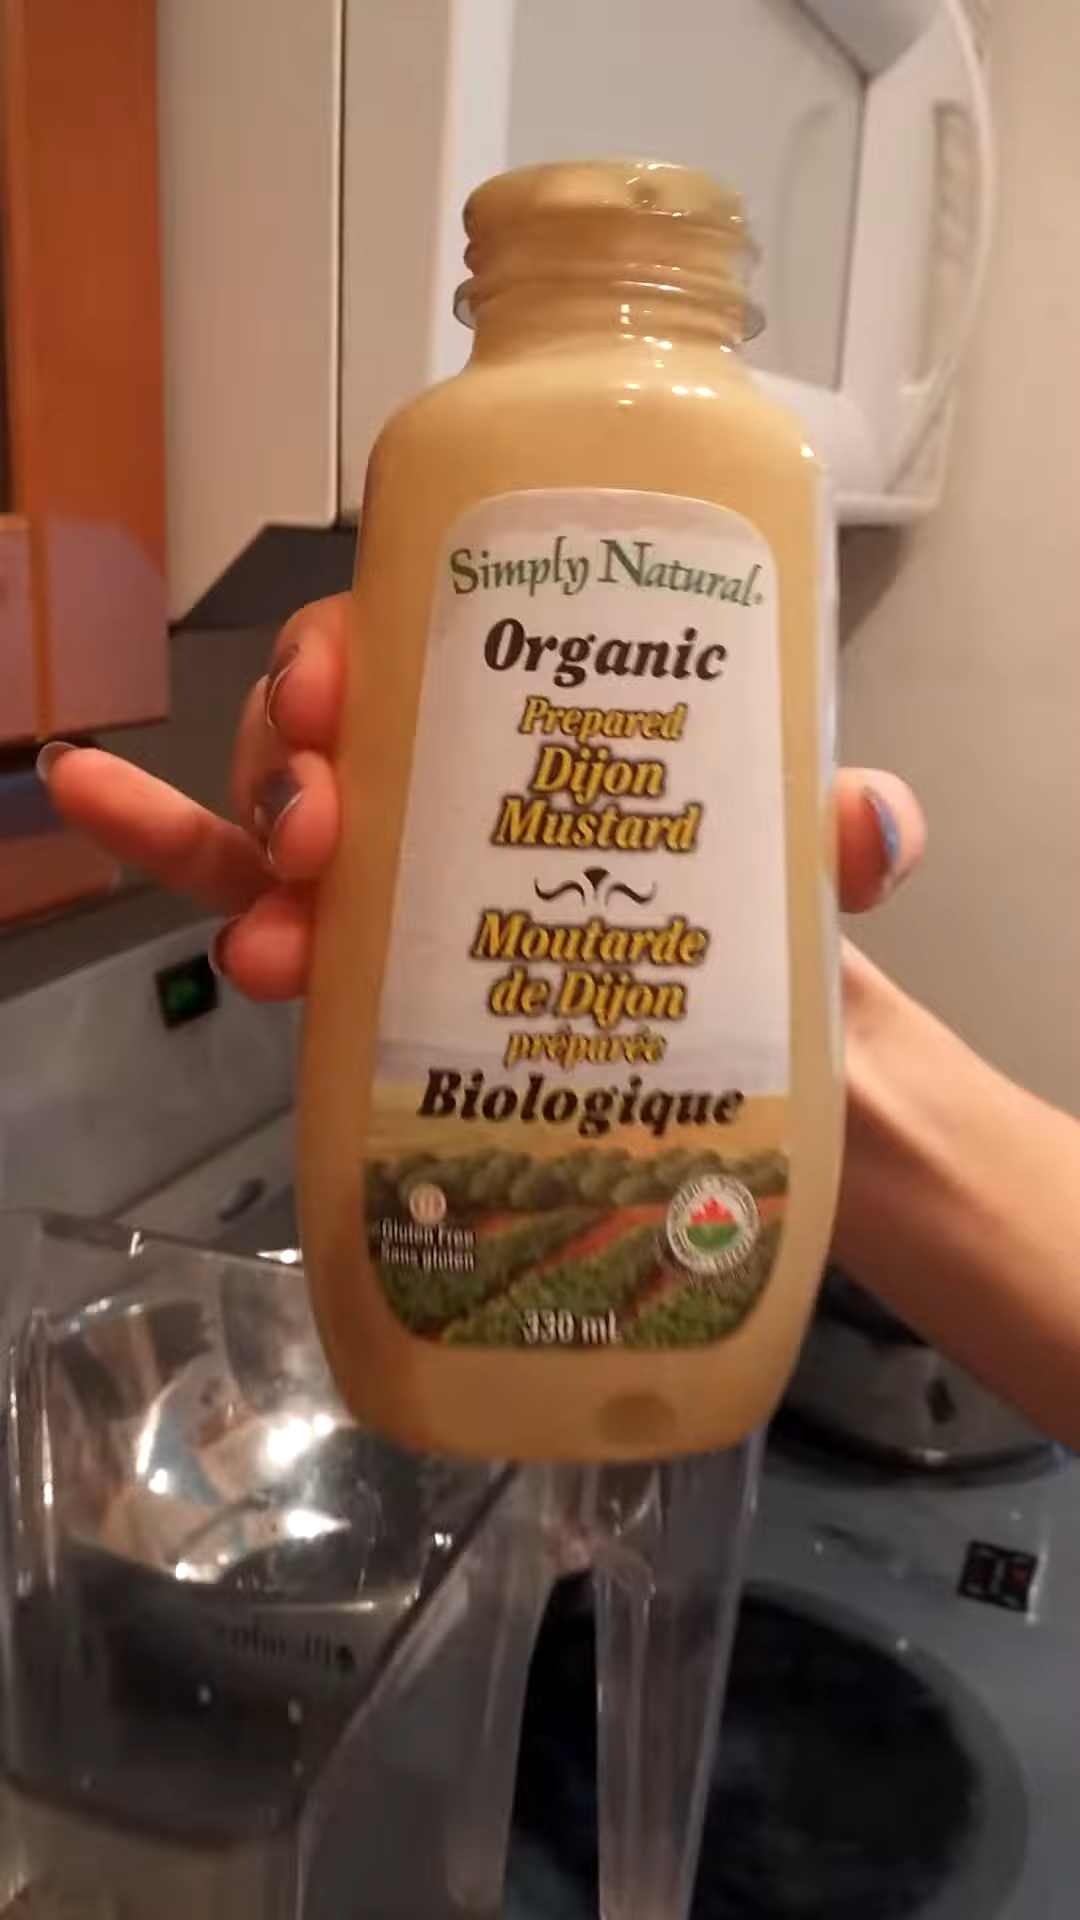 Simply Natural
Organic
Prepared
Dijon
Mustard
Moutarde
de Dijon
préparée
Biologique
Gluten Free
Sans gluten
330 mL